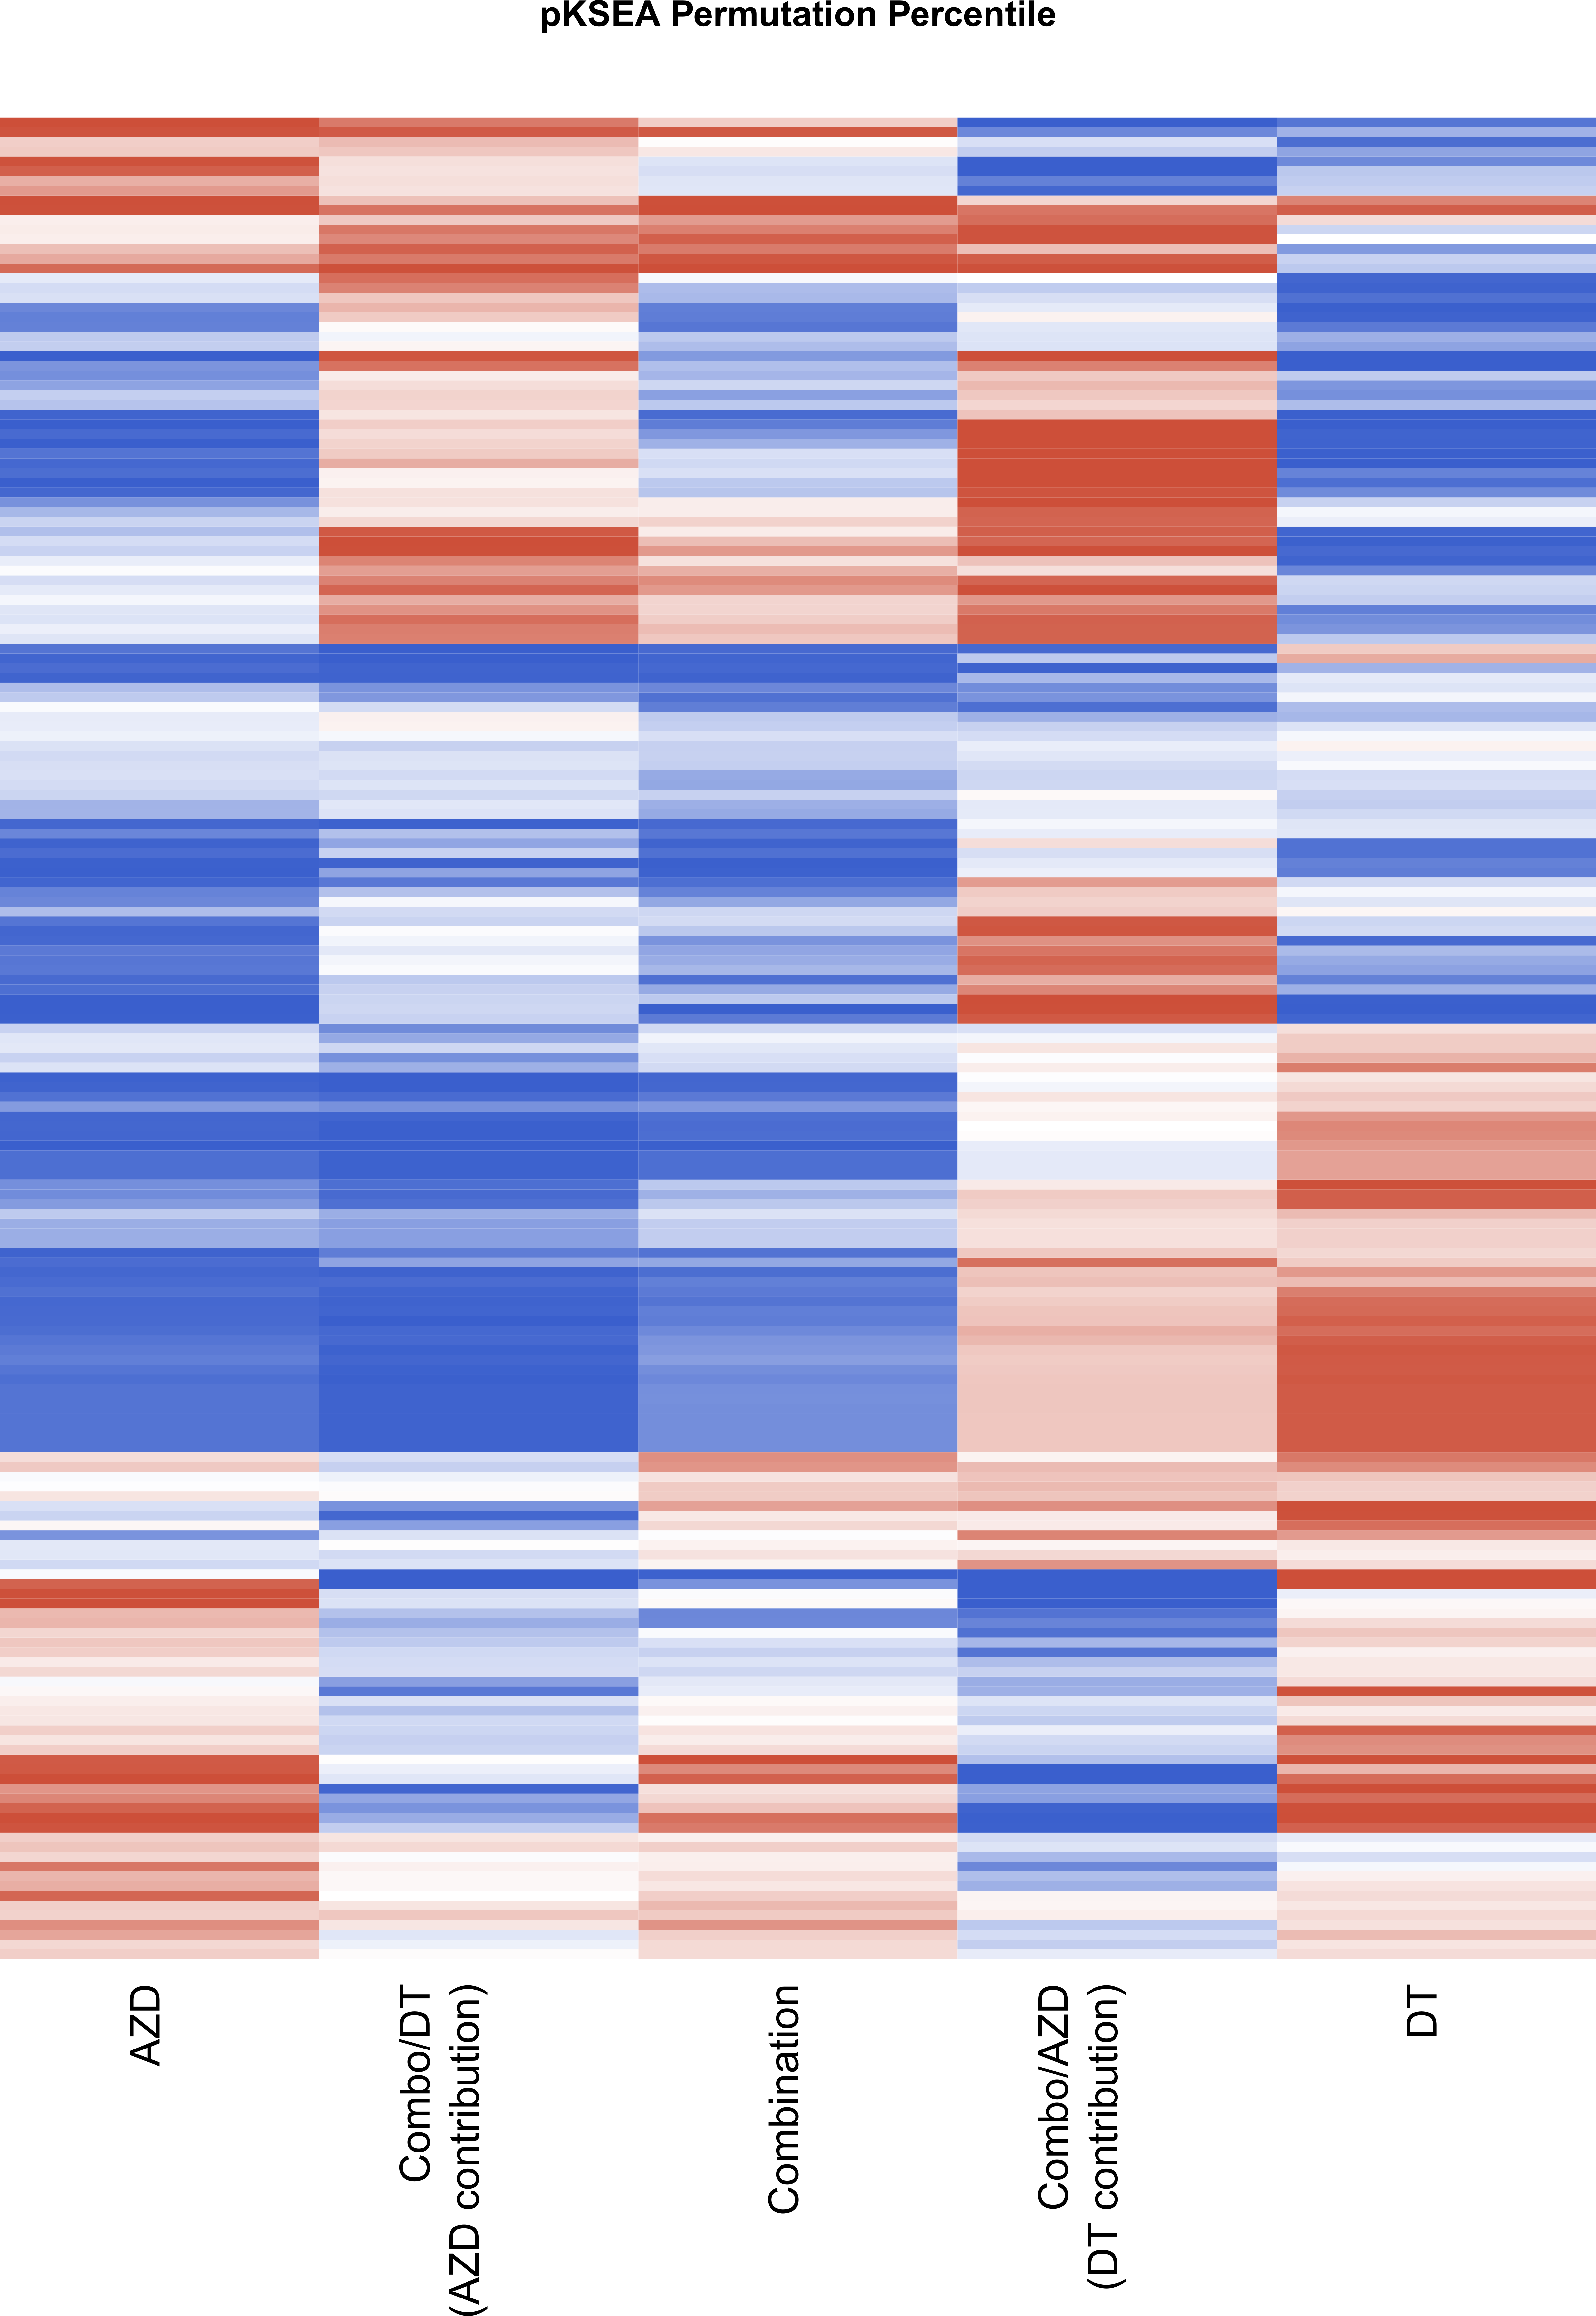 pKSEA Permutation Percentile
AZD
Combo/DT
(AZD contribution)
Combination
Combo/AZD
(DT contribution)
DT